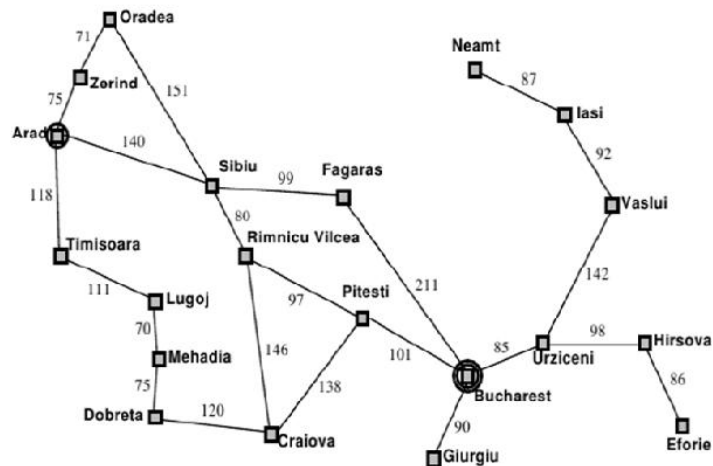 Oradea
71
Neamt
Zerind
87
151
75
Iasi
Arad
140
92
Sibiu
Fagaras
99
118
Vaslui
80
Timisoara
Rimnicu Vilcea
142
111
211
Lugoj
97
Pitesti
70
98
Hirsova
85
146
101
Urziceni
Mehadia
138
86
75
Bucharest
120
Dobreta
90
Craiova
Eforie
Giurgiu